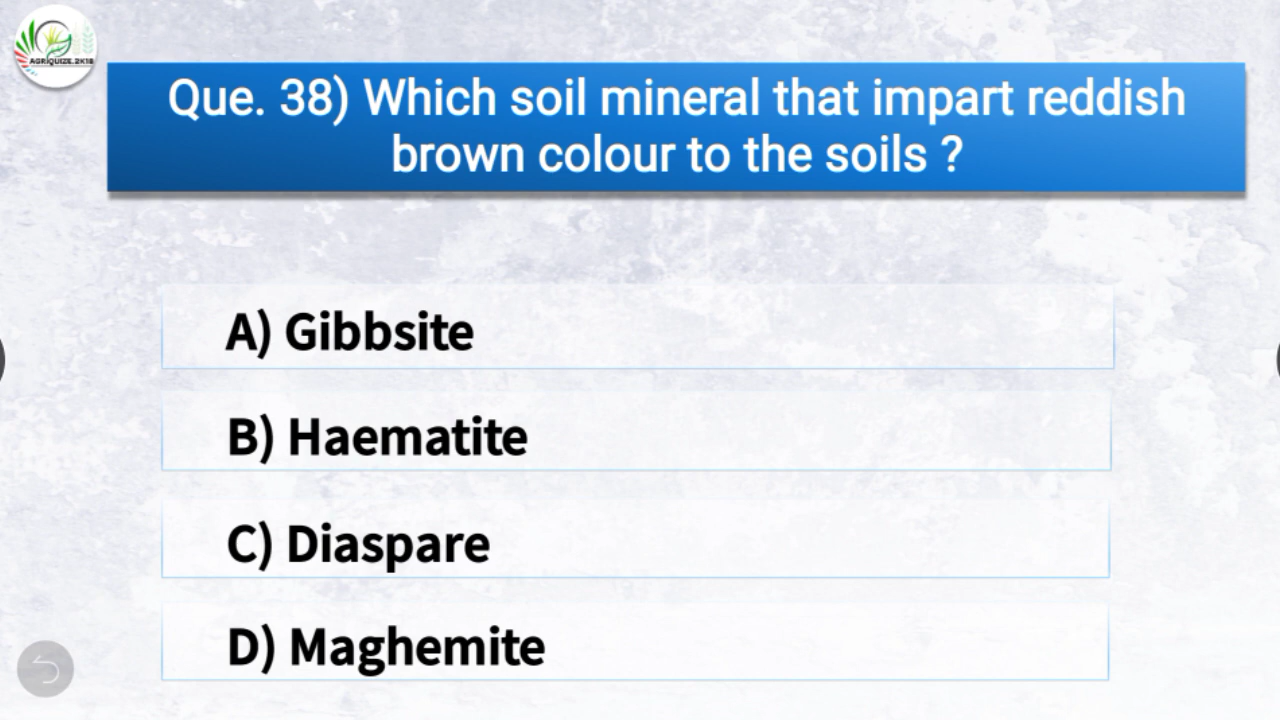 AGRIQUIZE.2K18
Que. 38) Which soil mineral that impart reddish
brown colour to the soils ?
A) Gibbsite
B) Haematite
C) Diaspare
D) Maghemite